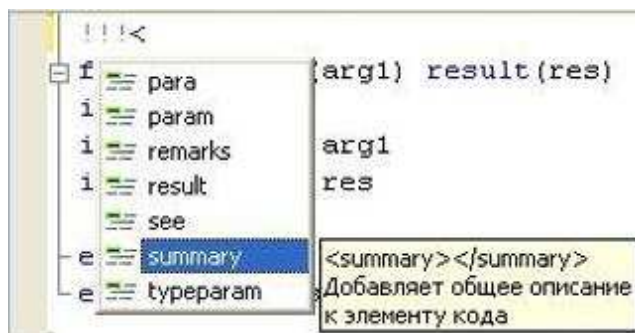 !!!<
f (arg1) result(res)
i
i arg1
i res
e
e
para
param
remarks
result
see
summary
typeparam
<summary></summary>
Добавляет общее описание
к элементу кода